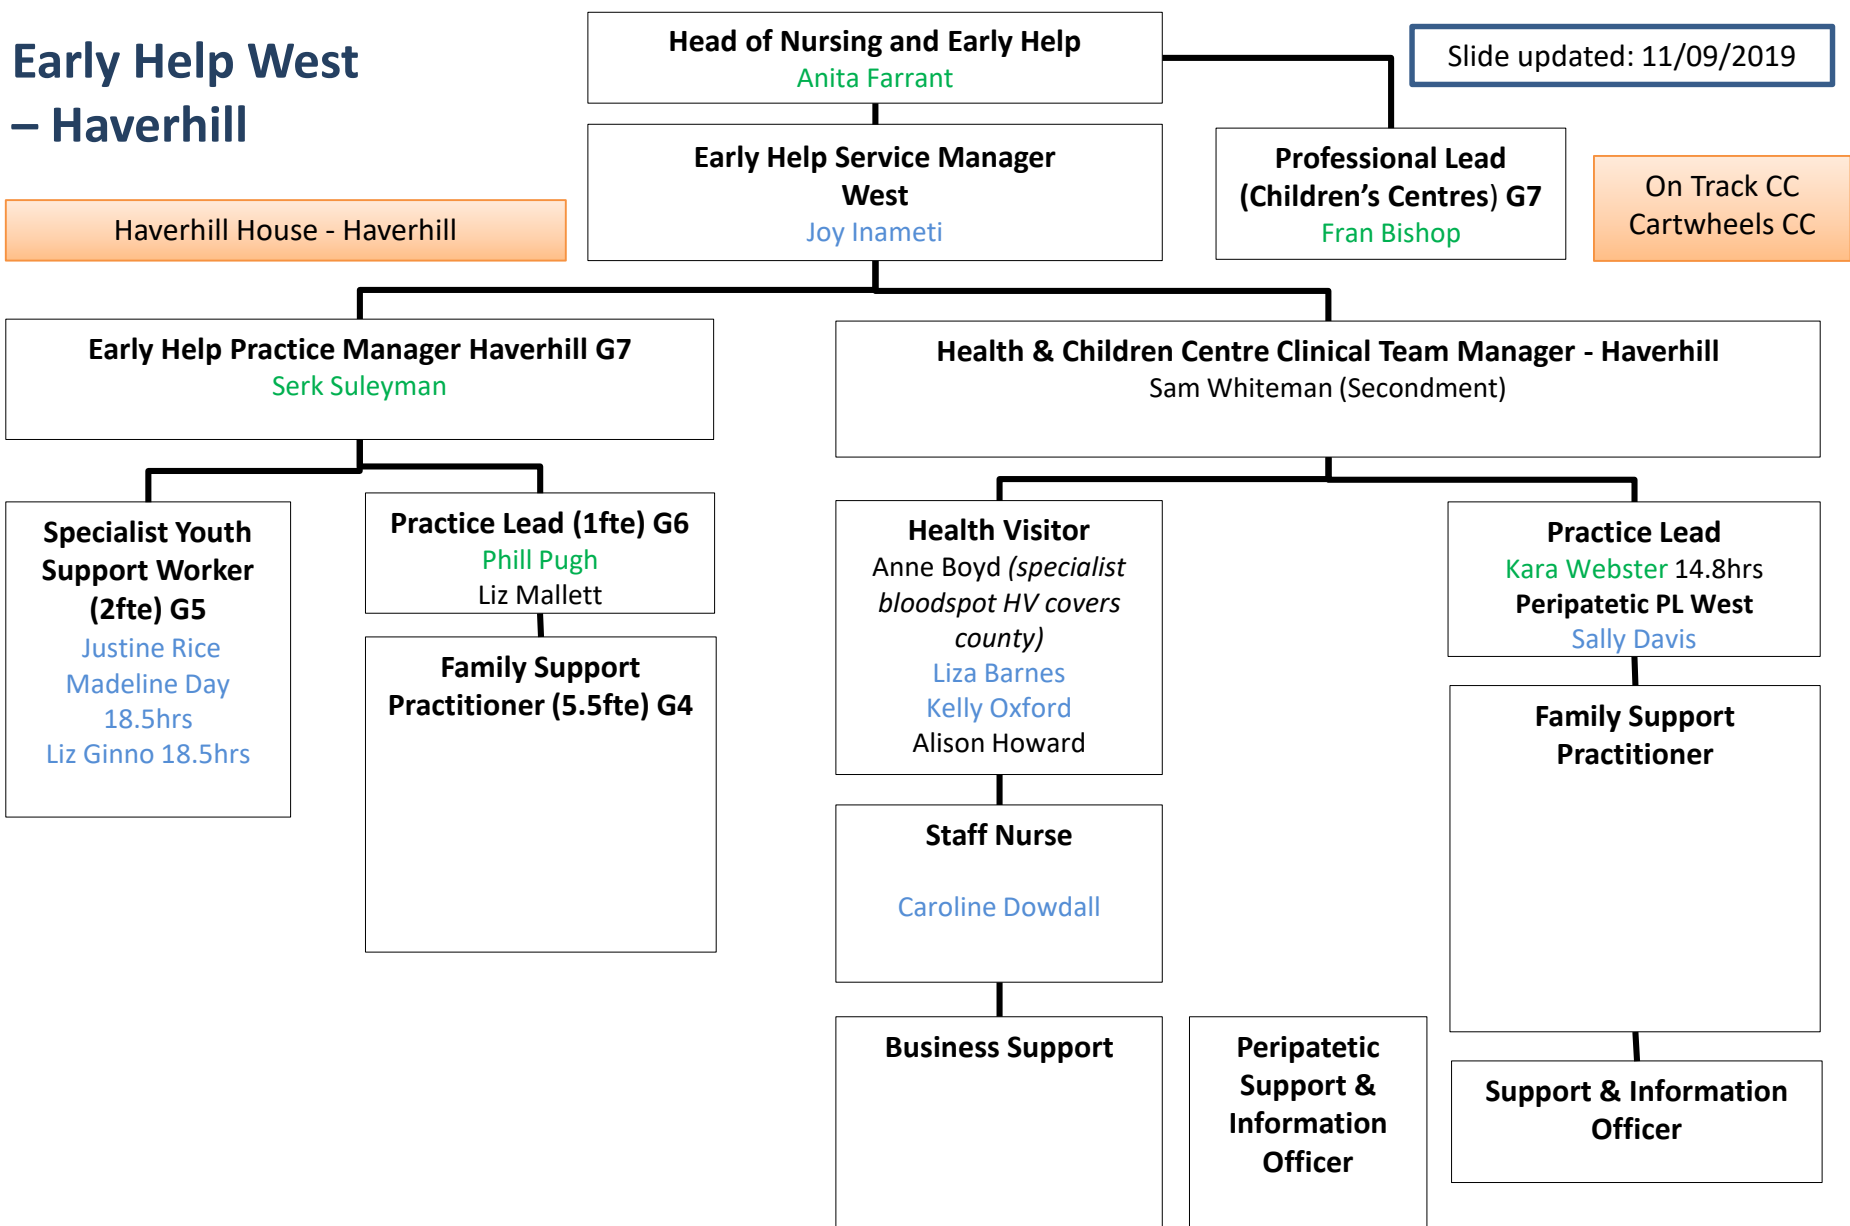 Early Help West
– Haverhill
Head of Nursing and Early Help
Anita Farrant
Slide updated: 11/09/2019
Early Help Service Manager
West
Joy Inameti
Professional Lead
(Children's Centres) G7
Fran Bishop
On Track CC
Cartwheels CC
Haverhill House - Haverhill
Early Help Practice Manager Haverhill G7
Serk Suleyman
Health & Children Centre Clinical Team Manager - Haverhill
Sam Whiteman (Secondment)
Specialist Youth
Support Worker
(2fte) G5
Justine Rice
Madeline Day
18.5hrs
Liz Ginno 18.5hrs
Practice Lead (1fte) G6
Phill Pugh
Liz Mallett
Family Support
Practitioner (5.5fte) G4
Health Visitor
Anne Boyd (specialist
bloodspot HV covers
county)
Liza Barnes
Kelly Oxford
Alison Howard
Staff Nurse
Caroline Dowdall
Business Support
Peripatetic
Support &
Information
Officer
Practice Lead
Kara Webster 14.8hrs
Peripatetic PL West
Sally Davis
Family Support
Practitioner
Support & Information
Officer